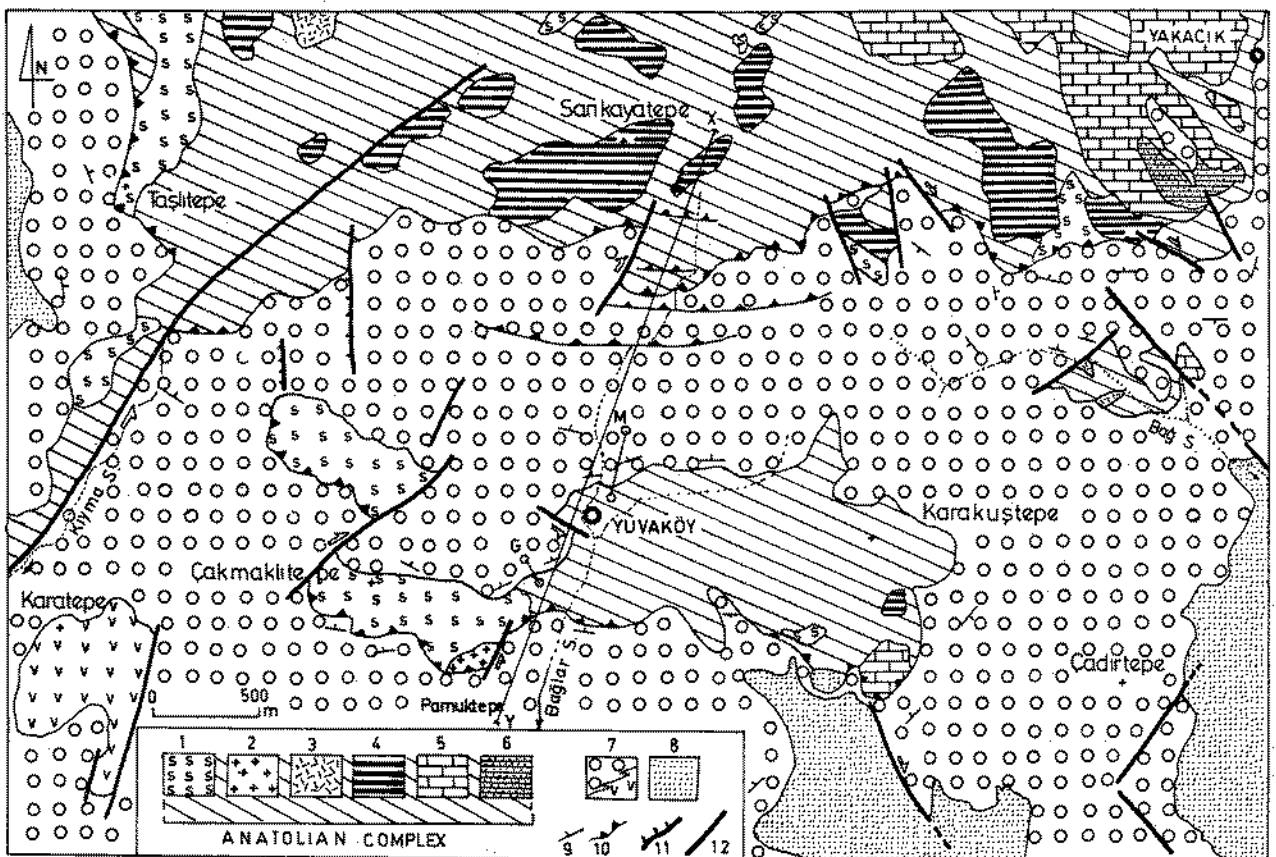 YAKACIK
N
Sarıkayatepe
X
Taşlıtepe
M
Bağ S.
Kıyma S.
YUVAKÖY
Karakuştepe
G
Çakmaklıtepe
Karatepe
Çadırtepe
0 500 m
Bağlar S.
Pamuktepe
Y
1 2 3 4 5 6 7 8
ANATOLIAN COMPLEX
9 10 11 12